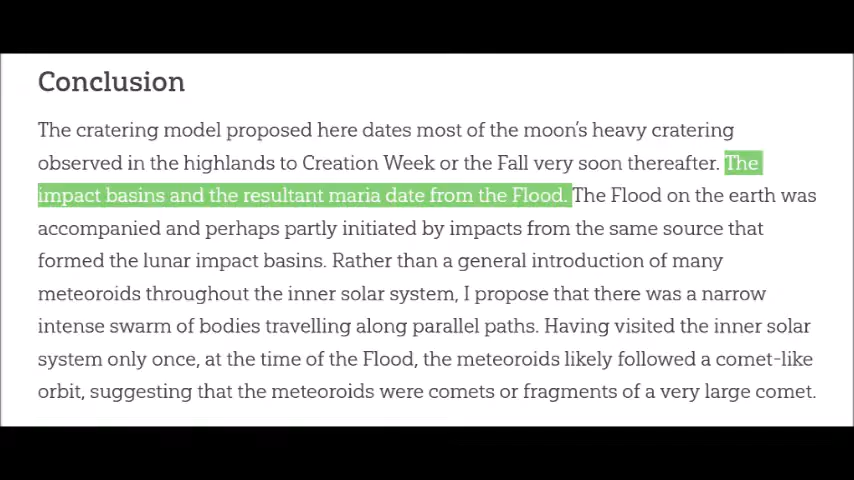 Conclusion
The cratering model proposed here dates most of the moon's heavy cratering
observed in the highlands to Creation Week or the Fall very soon thereafter. The
impact basins and the resultant maria date from the Flood. The Flood on the earth was
accompanied and perhaps partly initiated by impacts from the same source that
formed the lunar impact basins. Rather than a general introduction of many
meteoroids throughout the inner solar system, I propose that there was a narrow
intense swarm of bodies travelling along parallel paths. Having visited the inner solar
system only once, at the time of the Flood, the meteoroids likely followed a comet-like
orbit, suggesting that the meteoroids were comets or fragments of a very large comet.